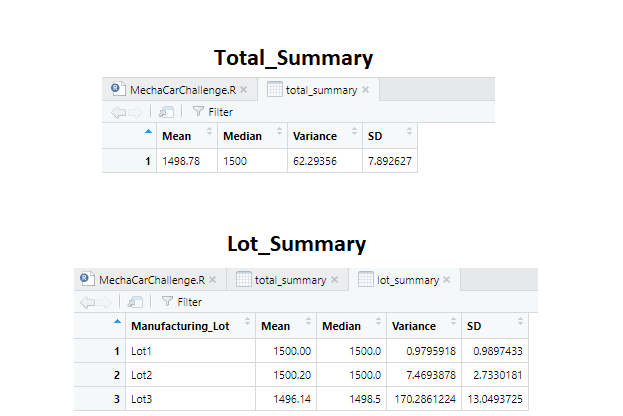 Total_Summary
MechaCarChallenge.R total_summary
Filter
Mean Median Variance SD
1 1498.78 1500 62.29356 7.892627
Lot_Summary
MechaCarChallenge.R total_summary lot_summary
Filter
Manufacturing_Lot Mean Median Variance SD
1 Lot1 1500.00 1500.0 0.9795918 0.9897433
2 Lot2 1500.20 1500.0 7.4693878 2.7330181
3 Lot3 1496.14 1498.5 170.2861224 13.0493725